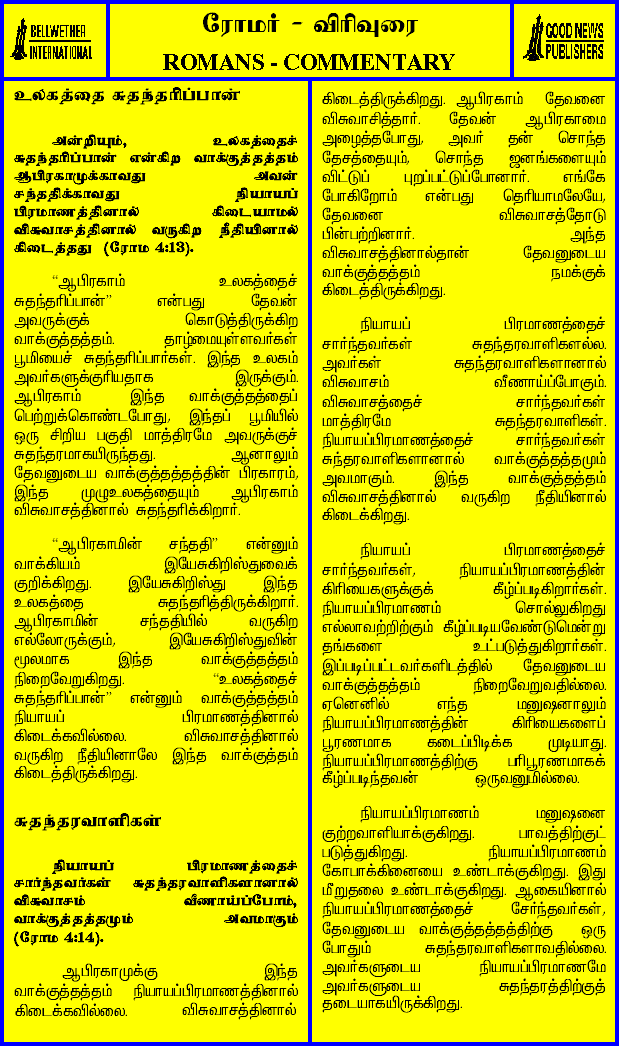 BELLWETHER
INTERNATIONAL
ரோமர் - விரிவுரை
ROMANS - COMMENTARY
GOOD NEWS
PUBLISHERS
உலகத்தை சுதந்தரிப்பான்
அன்றியும், உலகத்தைச்
சுதந்தரிப்பான் என்கிற வாக்குத்தத்தம்
ஆபிரகாமுக்காவது அவன்
சந்ததிக்காவது நியாயப்
பிரமாணத்தினால் கிடையாமல்
விசுவாசத்தினால் வருகிற நீதியினால்
கிடைத்தது (ரோம 4:13).
“ஆபிரகாம் உலகத்தைச்
சுதந்தரிப்பான்” என்பது தேவன்
அவருக்குக் கொடுத்திருக்கிற
வாக்குத்தத்தம். தாழ்மையுள்ளவர்கள்
பூமியைச் சுதந்தரிப்பார்கள். இந்த உலகம்
அவர்களுக்குரியதாக இருக்கும்.
ஆபிரகாம் இந்த வாக்குத்தத்தைப்
பெற்றுக்கொண்டபோது, இந்தப் பூமியில்
ஒரு சிறிய பகுதி மாத்திரமே அவருக்குச்
சுதந்தரமாகயிருந்தது. ஆனாலும்
தேவனுடைய வாக்குத்தத்தத்தின் பிரகாரம்,
இந்த முழுஉலகத்தையும் ஆபிரகாம்
விசுவாசத்தினால் சுதந்தரிக்கிறார்.
“ஆபிரகாமின் சந்ததி” என்னும்
வாக்கியம் இயேசுகிறிஸ்துவைக்
குறிக்கிறது. இயேசுகிறிஸ்து இந்த
உலகத்தை சுதந்தரித்திருக்கிறார்.
ஆபிரகாமின் சந்ததியில் வருகிற
எல்லோருக்கும், இயேசுகிறிஸ்துவின்
மூலமாக இந்த வாக்குத்தத்தம்
நிறைவேறுகிறது. “உலகத்தைச்
சுதந்தரிப்பான்” என்னும் வாக்குத்தத்தம்
நியாயப் பிரமாணத்தினால்
கிடைக்கவில்லை. விசுவாசத்தினால்
வருகிற நீதியினாலே இந்த வாக்குத்தம்
கிடைத்திருக்கிறது.
சுதந்தரவாளிகள்
நியாயப் பிரமாணத்தைச்
சார்ந்தவர்கள் சுதந்தரவாளிகளானால்
விசுவாசம் வீணாய்ப்போம்,
வாக்குத்தத்தமும் அவமாகும்
(ரோம 4:14).
ஆபிரகாமுக்கு இந்த
வாக்குத்தத்தம் நியாயப்பிரமாணத்தினால்
கிடைக்கவில்லை. விசுவாசத்தினால்
கிடைத்திருக்கிறது. ஆபிரகாம் தேவனை
விசுவாசித்தார். தேவன் ஆபிரகாமை
அழைத்தபோது, அவர் தன் சொந்த
தேசத்தையும், சொந்த ஜனங்களையும்
விட்டுப் புறப்பட்டுப்போனார். எங்கே
போகிறோம் என்பது தெரியாமலேயே,
தேவனை விசுவாசத்தோடு
பின்பற்றினார். அந்த
விசுவாசத்தினால்தான் தேவனுடைய
வாக்குத்தத்தம் நமக்குக்
கிடைத்திருக்கிறது.
நியாயப் பிரமாணத்தைச்
சார்ந்தவர்கள் சுதந்தரவாளிகளல்ல.
அவர்கள் சுதந்தரவாளிகளானால்
விசுவாசம் வீணாய்ப்போகும்.
விசுவாசத்தைச் சார்ந்தவர்கள்
மாத்திரமே சுதந்தரவாளிகள்.
நியாயப்பிரமாணத்தைச் சார்ந்தவர்கள்
சுந்தரவாளிகளானால் வாக்குத்தத்தமும்
அவமாகும். இந்த வாக்குத்தத்தம்
விசுவாசத்தினால் வருகிற நீதியினால்
கிடைக்கிறது.
நியாயப் பிரமாணத்தைச்
சார்ந்தவர்கள், நியாயப்பிரமாணத்தின்
கிரியைகளுக்குக் கீழ்ப்படிகிறார்கள்.
நியாயப்பிரமாணம் சொல்லுகிறது
எல்லாவற்றிற்கும் கீழ்ப்படியவேண்டுமென்று
தங்களை உட்படுத்துகிறார்கள்.
இப்படிப்பட்டவர்களிடத்தில் தேவனுடைய
வாக்குத்தத்தம் நிறைவேறுவதில்லை.
ஏனெனில் எந்த மனுஷனாலும்
நியாயப்பிரமாணத்தின் கிரியைகளைப்
பூரணமாக கடைப்பிடிக்க முடியாது.
நியாயப்பிரமாணத்திற்கு பரிபூரணமாகக்
கீழ்ப்படிந்தவன் ஒருவனுமில்லை.
நியாயப்பிரமாணம் மனுஷனை
குற்றவாளியாக்குகிறது. பாவத்திற்குட்
படுத்துகிறது. நியாயப்பிரமாணம்
கோபாக்கினையை உண்டாக்குகிறது. இது
மீறுதலை உண்டாக்குகிறது. ஆகையினால்
நியாயப்பிரமாணத்தைச் சேர்ந்தவர்கள்,
தேவனுடைய வாக்குத்தத்தத்திற்கு ஒரு
போதும் சுதந்தரவாளிகளாவதில்லை.
அவர்களுடைய நியாயப்பிரமாணமே
அவர்களுடைய சுதந்தரத்திற்குத்
தடையாகயிருக்கிறது.